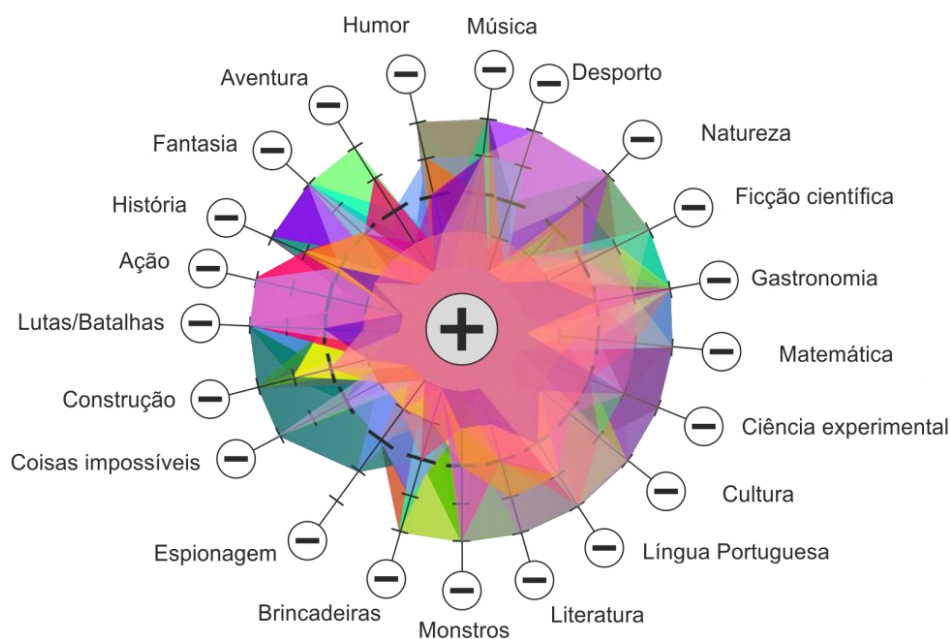 Humor
Música
Aventura
Desporto
Fantasia
Natureza
História
Ficção científica
Ação
Gastronomia
Lutas/Batalhas
Matemática
Construção
Ciência experimental
Coisas impossíveis
Cultura
Espionagem
Língua Portuguesa
Brincadeiras
Literatura
Monstros